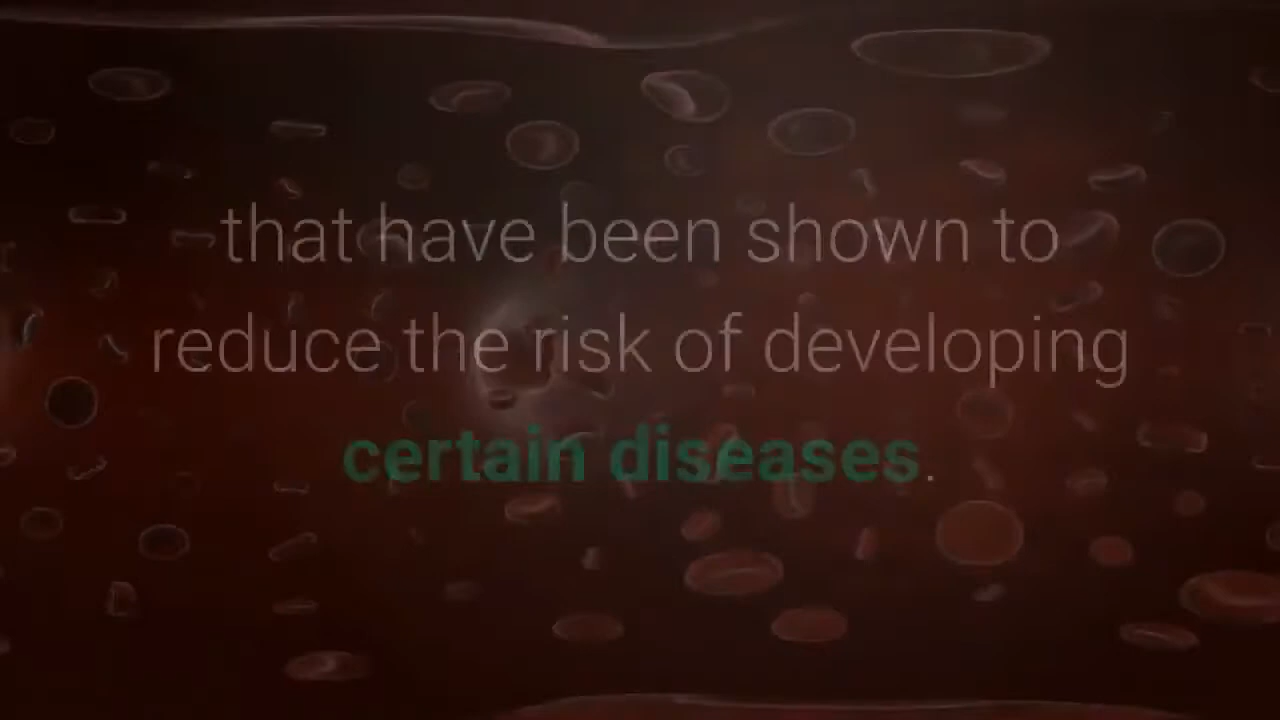 that have been shown to
reduce the risk of developing
certain diseases.